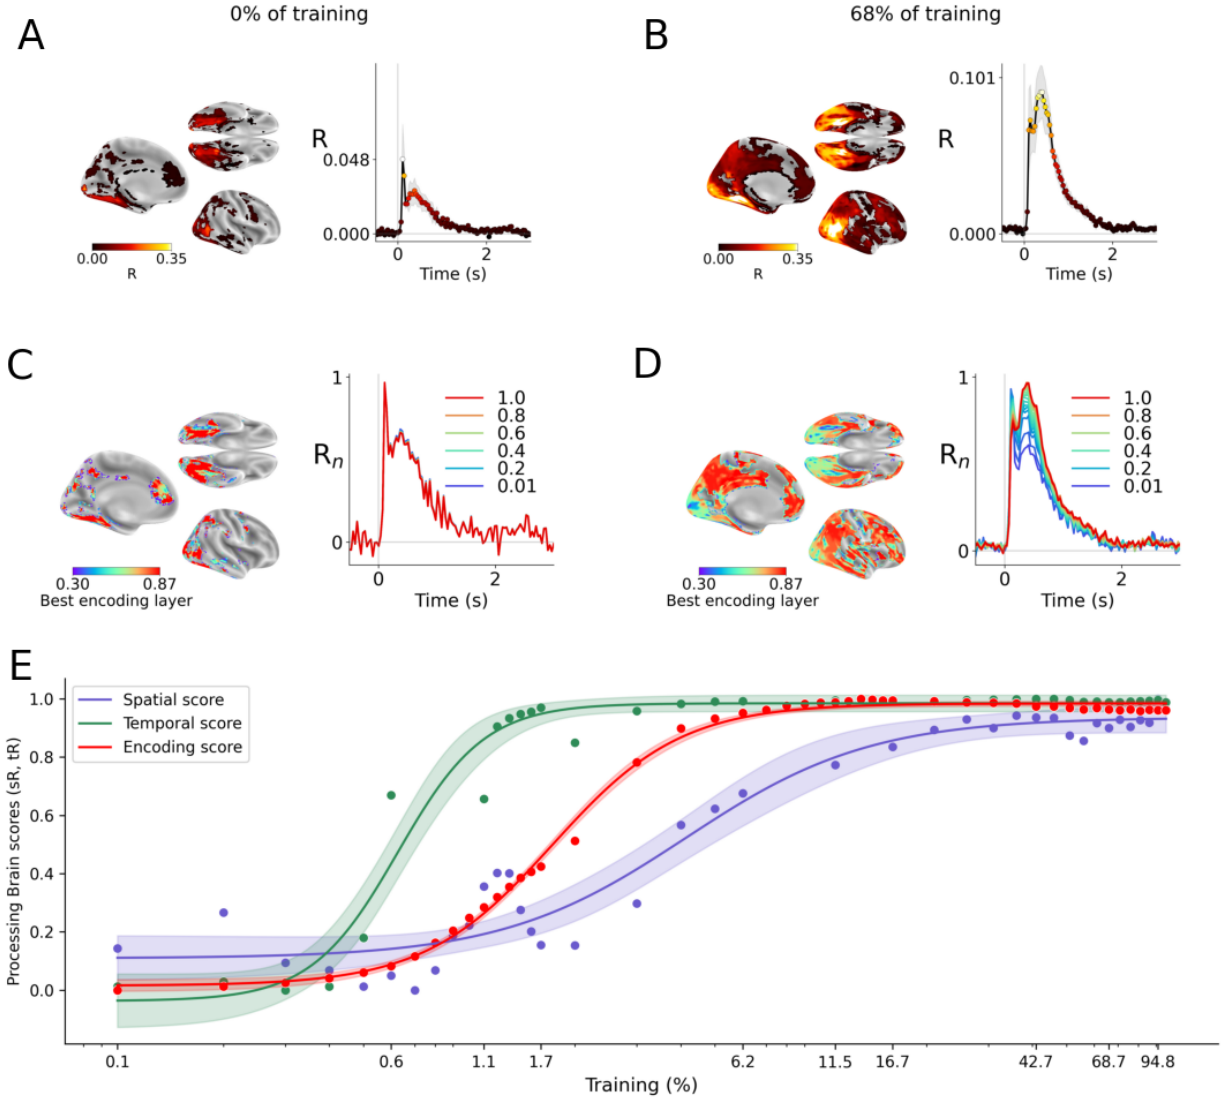 0% of training
68% of training
A
B
R
0.048
0.000
0 2
Time (s)
0.00 0.35
R
R
0.101
0.000
0 2
Time (s)
0.00 0.35
R
C
D
1
Rn
0
1.0
0.8
0.6
0.4
0.2
0.01
0 2
Time (s)
0.30 0.87
Best encoding layer
1
Rn
0
1.0
0.8
0.6
0.4
0.2
0.01
0 2
Time (s)
0.30 0.87
Best encoding layer
E
Spatial score
Temporal score
Encoding score
Processing Brain scores (sR, tR)
1.0
0.8
0.6
0.4
0.2
0.0
0.1 0.6 1.1 1.7 6.2 11.5 16.7 42.7 68.7 94.8
Training (%)